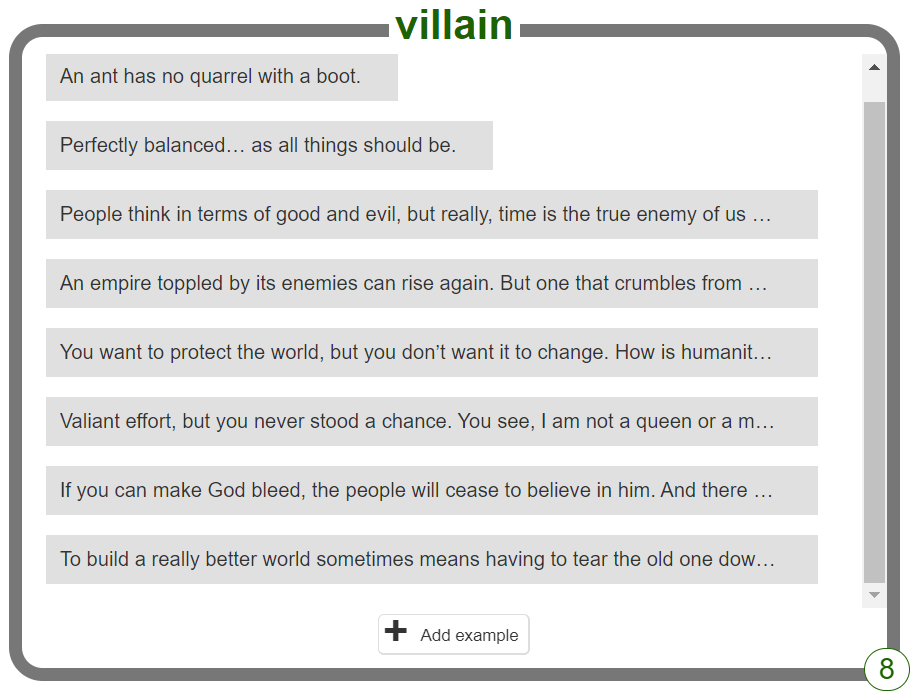 villain
An ant has no quarrel with a boot.
Perfectly balanced… as all things should be.
People think in terms of good and evil, but really, time is the true enemy of us …
An empire toppled by its enemies can rise again. But one that crumbles from …
You want to protect the world, but you don’t want it to change. How is humanit…
Valiant effort, but you never stood a chance. You see, I am not a queen or a m…
If you can make God bleed, the people will cease to believe in him. And there …
To build a really better world sometimes means having to tear the old one dow…
Add example
8